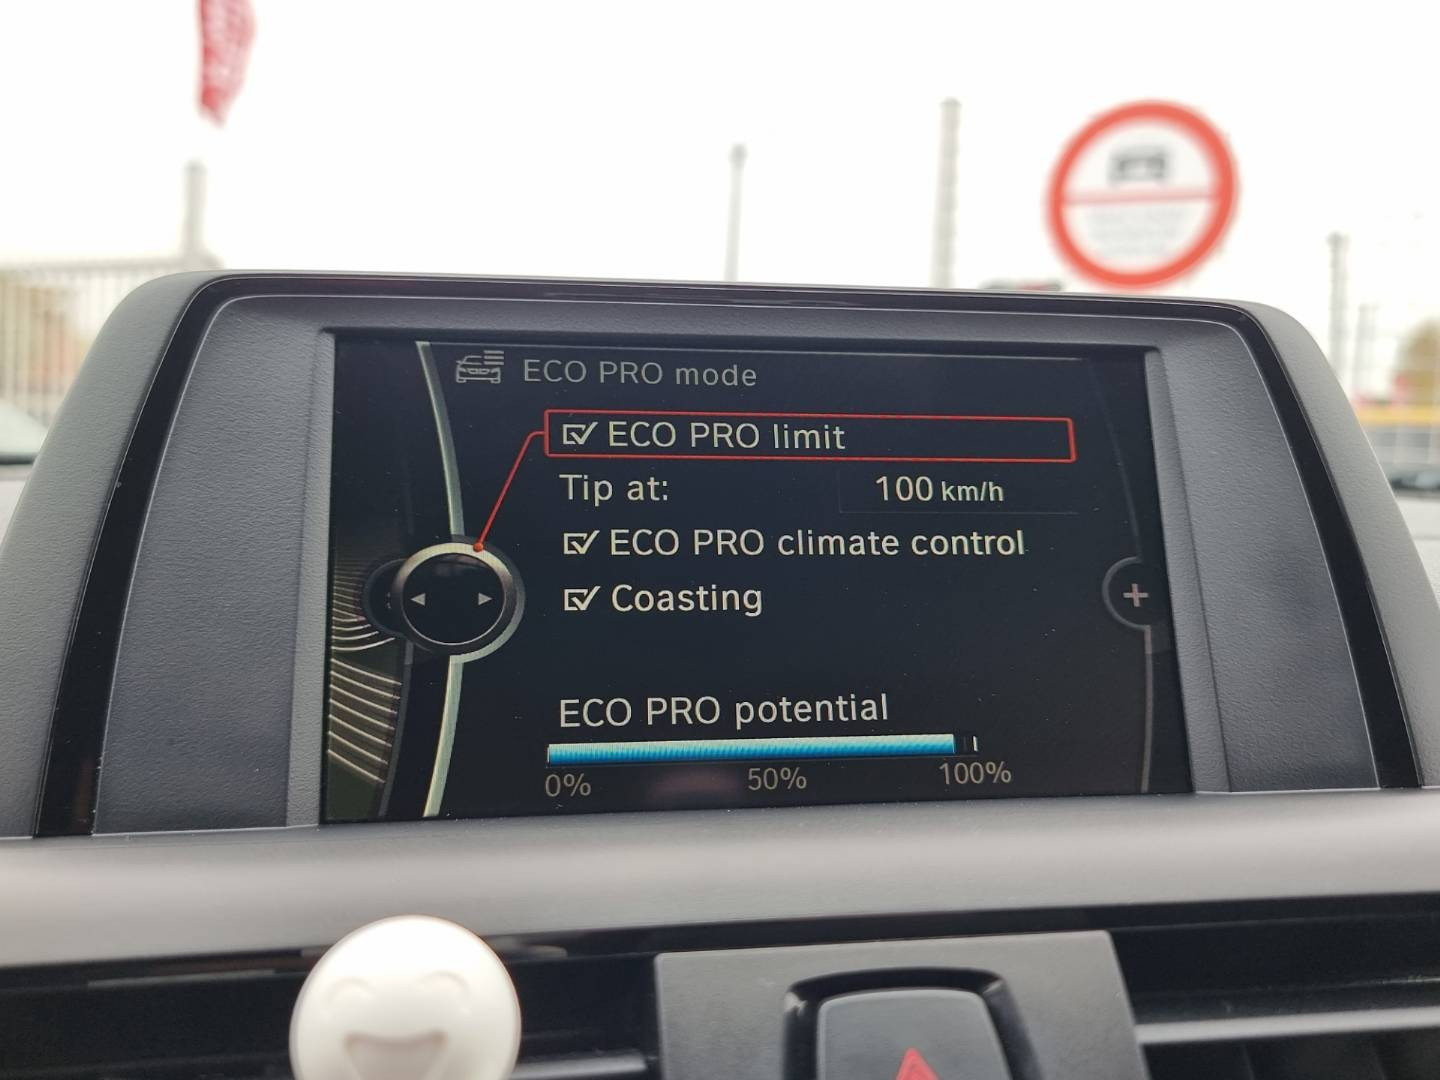 ECO PRO mode
ECO PRO limit
Tip at: 100 km/h
ECO PRO climate control
Coasting
ECO PRO potential
0% 50% 100%